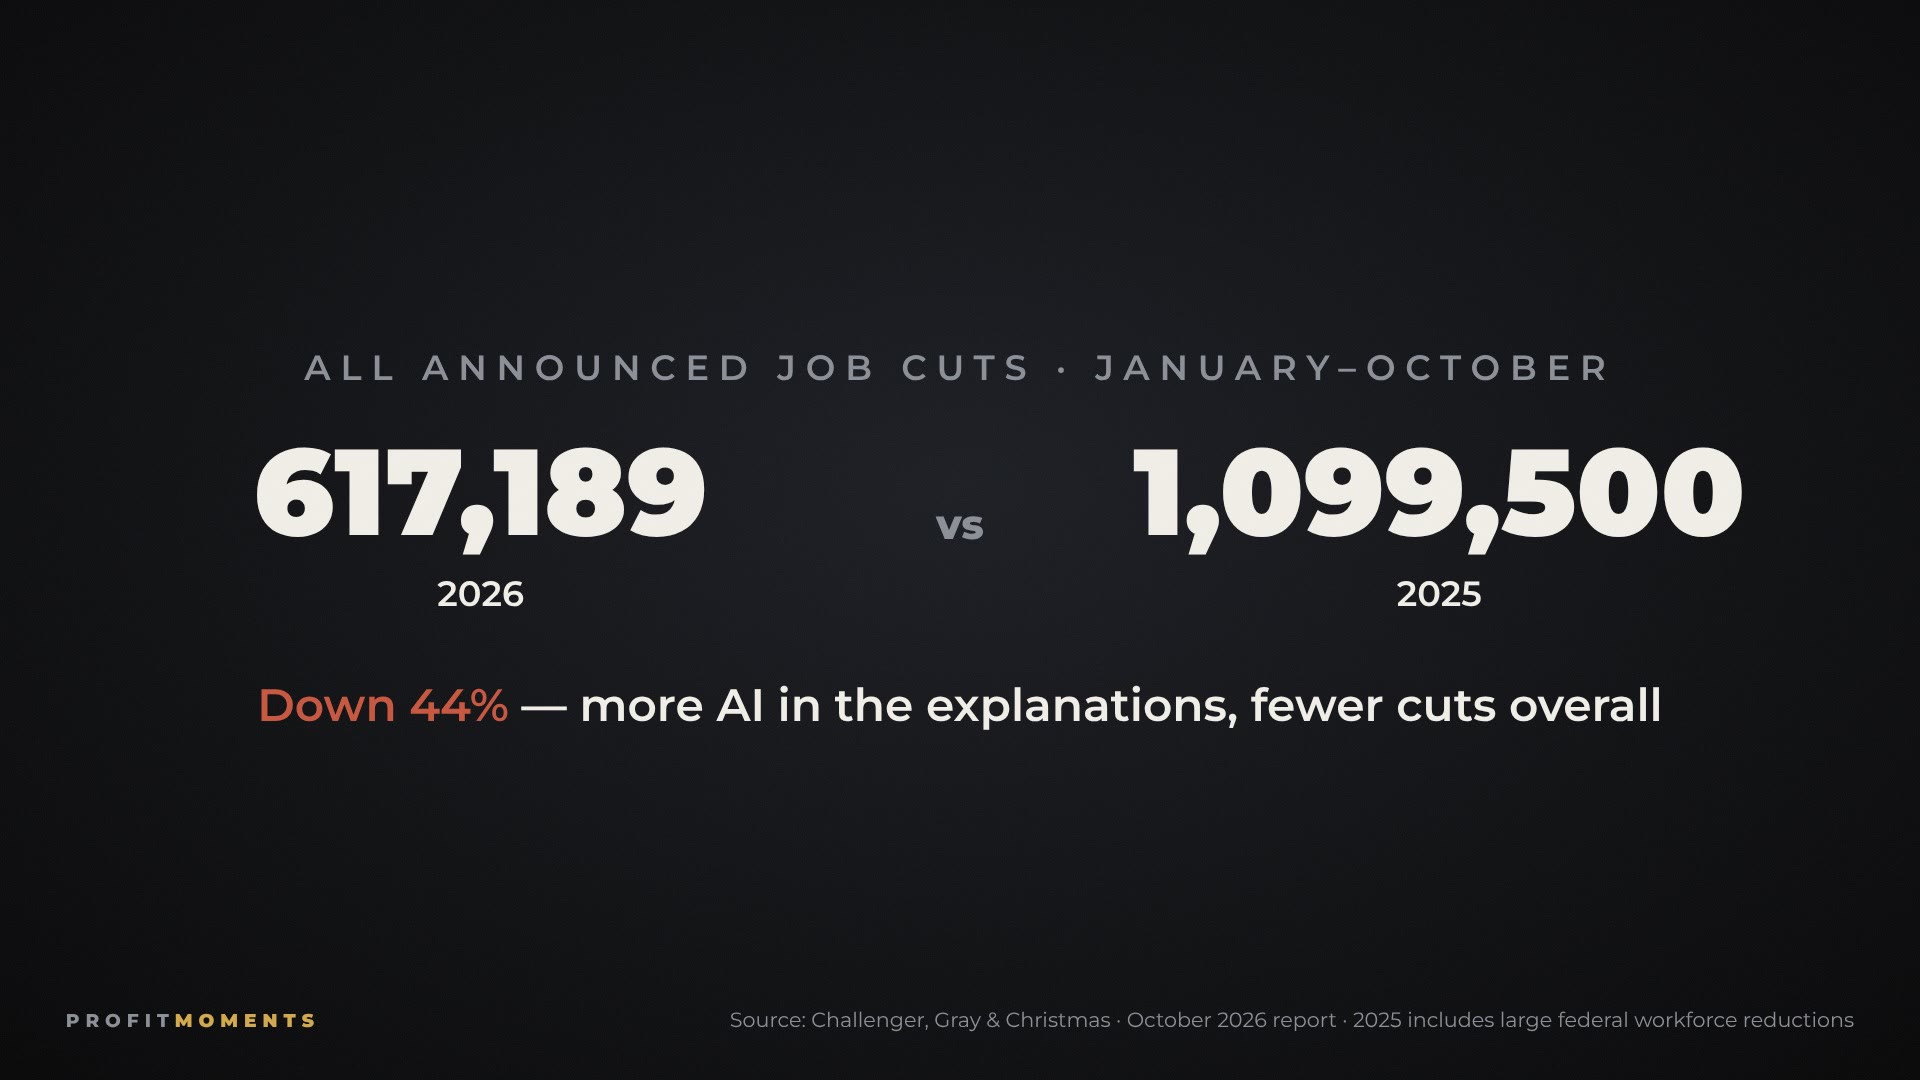 ALL ANNOUNCED JOB CUTS · JANUARY–OCTOBER
617,189 vs 1,099,500
2026 2025
Down 44% — more AI in the explanations, fewer cuts overall
PROFITMOMENTS
Source: Challenger, Gray & Christmas · October 2026 report · 2025 includes large federal workforce reductions